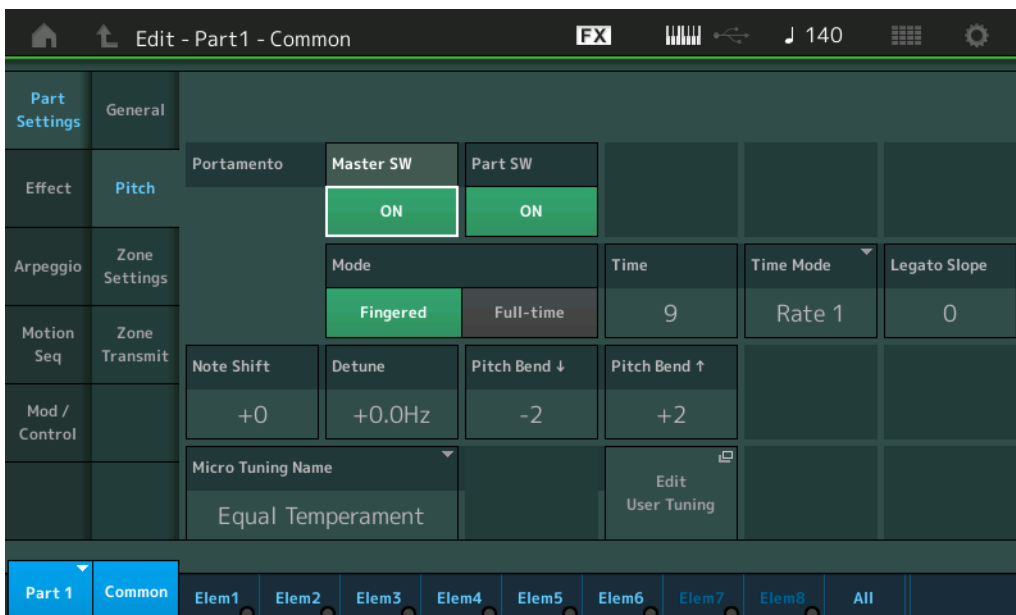 Edit - Part1 - Common
FX
♩ 140
Part
Settings
General
Effect
Pitch
Arpeggio
Zone
Settings
Motion
Seq
Zone
Transmit
Mod /
Control
Portamento
Master SW
Part SW
ON
ON
Mode
Time
Time Mode
Legato Slope
Fingered
Full-time
9
Rate 1
0
Note Shift
Detune
Pitch Bend ↓
Pitch Bend ↑
+0
+0.0Hz
-2
+2
Micro Tuning Name
Equal Temperament
Edit
User Tuning
Part 1
Common
Elem1
Elem2
Elem3
Elem4
Elem5
Elem6
Elem7
Elem8
All